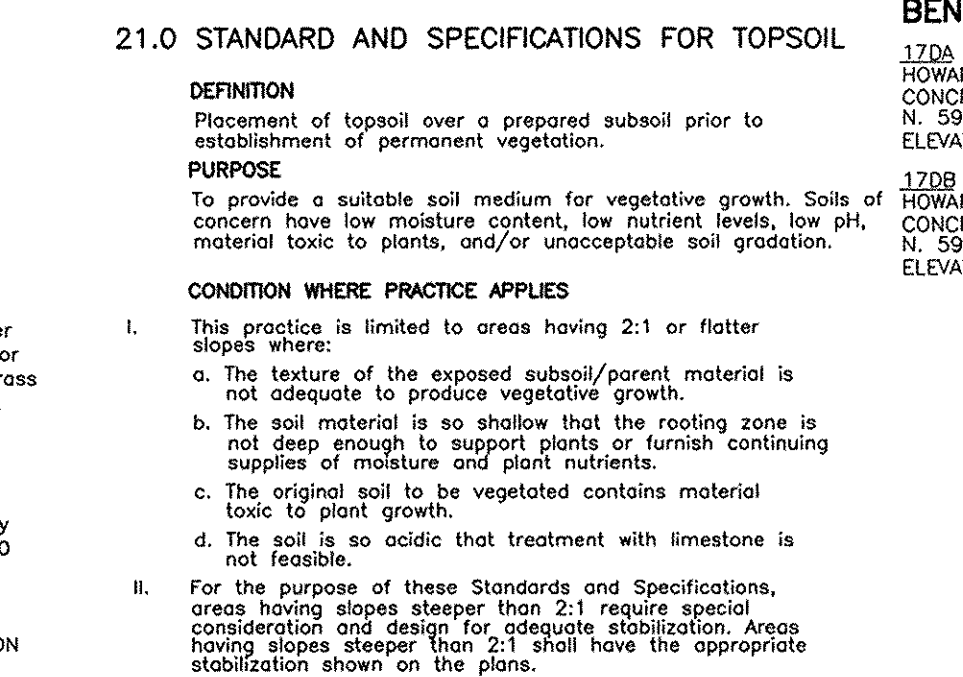 21.0 STANDARD AND SPECIFICATIONS FOR TOPSOIL
DEFINITION
Placement of topsoil over a prepared subsoil prior to
establishment of permanent vegetation.
PURPOSE
To provide a suitable soil medium for vegetative growth. Soils of
concern have low moisture content, low nutrient levels, low pH,
material toxic to plants, and/or unacceptable soil gradation.
CONDITION WHERE PRACTICE APPLIES
I. This practice is limited to areas having 2:1 or flatter
slopes where:
a. The texture of the exposed subsoil/parent material is
not adequate to produce vegetative growth.
b. The soil material is so shallow that the rooting zone is
not deep enough to support plants or furnish continuing
supplies of moisture and plant nutrients.
c. The original soil to be vegetated contains material
toxic to plant growth.
d. The soil is so acidic that treatment with limestone is
not feasible.
II. For the purpose of these Standards and Specifications,
areas having slopes steeper than 2:1 require special
consideration and design for adequate stabilization. Areas
having slopes steeper than 2:1 shall have the appropriate
stabilization shown on the plans.
BEN
17DA
HOWA
CONC
N. 59
ELEVA
17DB
HOWA
CONC
N. 59
ELEVA